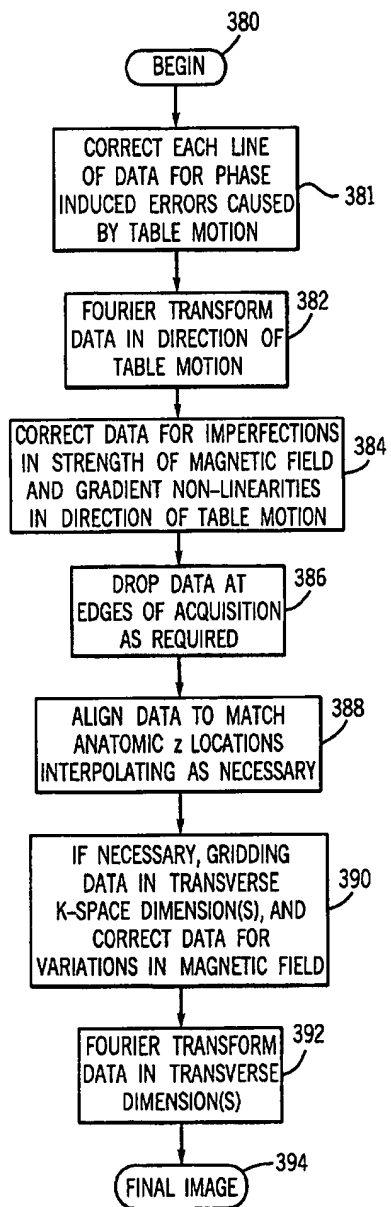 380
BEGIN
CORRECT EACH LINE
OF DATA FOR PHASE
INDUCED ERRORS CAUSED
BY TABLE MOTION
381
382
FOURIER TRANSFORM
DATA IN DIRECTION OF
TABLE MOTION
CORRECT DATA FOR IMPERFECTIONS
IN STRENGTH OF MAGNETIC FIELD
AND GRADIENT NON-LINEARITIES
IN DIRECTION OF TABLE MOTION
384
DROP DATA AT
EDGES OF ACQUISITION
AS REQUIRED
386
ALIGN DATA TO MATCH
ANATOMIC z LOCATIONS
INTERPOLATING AS NECESSARY
388
IF NECESSARY, GRIDDING
DATA IN TRANSVERSE
K-SPACE DIMENSION(S), AND
CORRECT DATA FOR
VARIATIONS IN MAGNETIC FIELD
390
392
FOURIER TRANSFORM
DATA IN TRANSVERSE
DIMENSION(S)
394
FINAL IMAGE